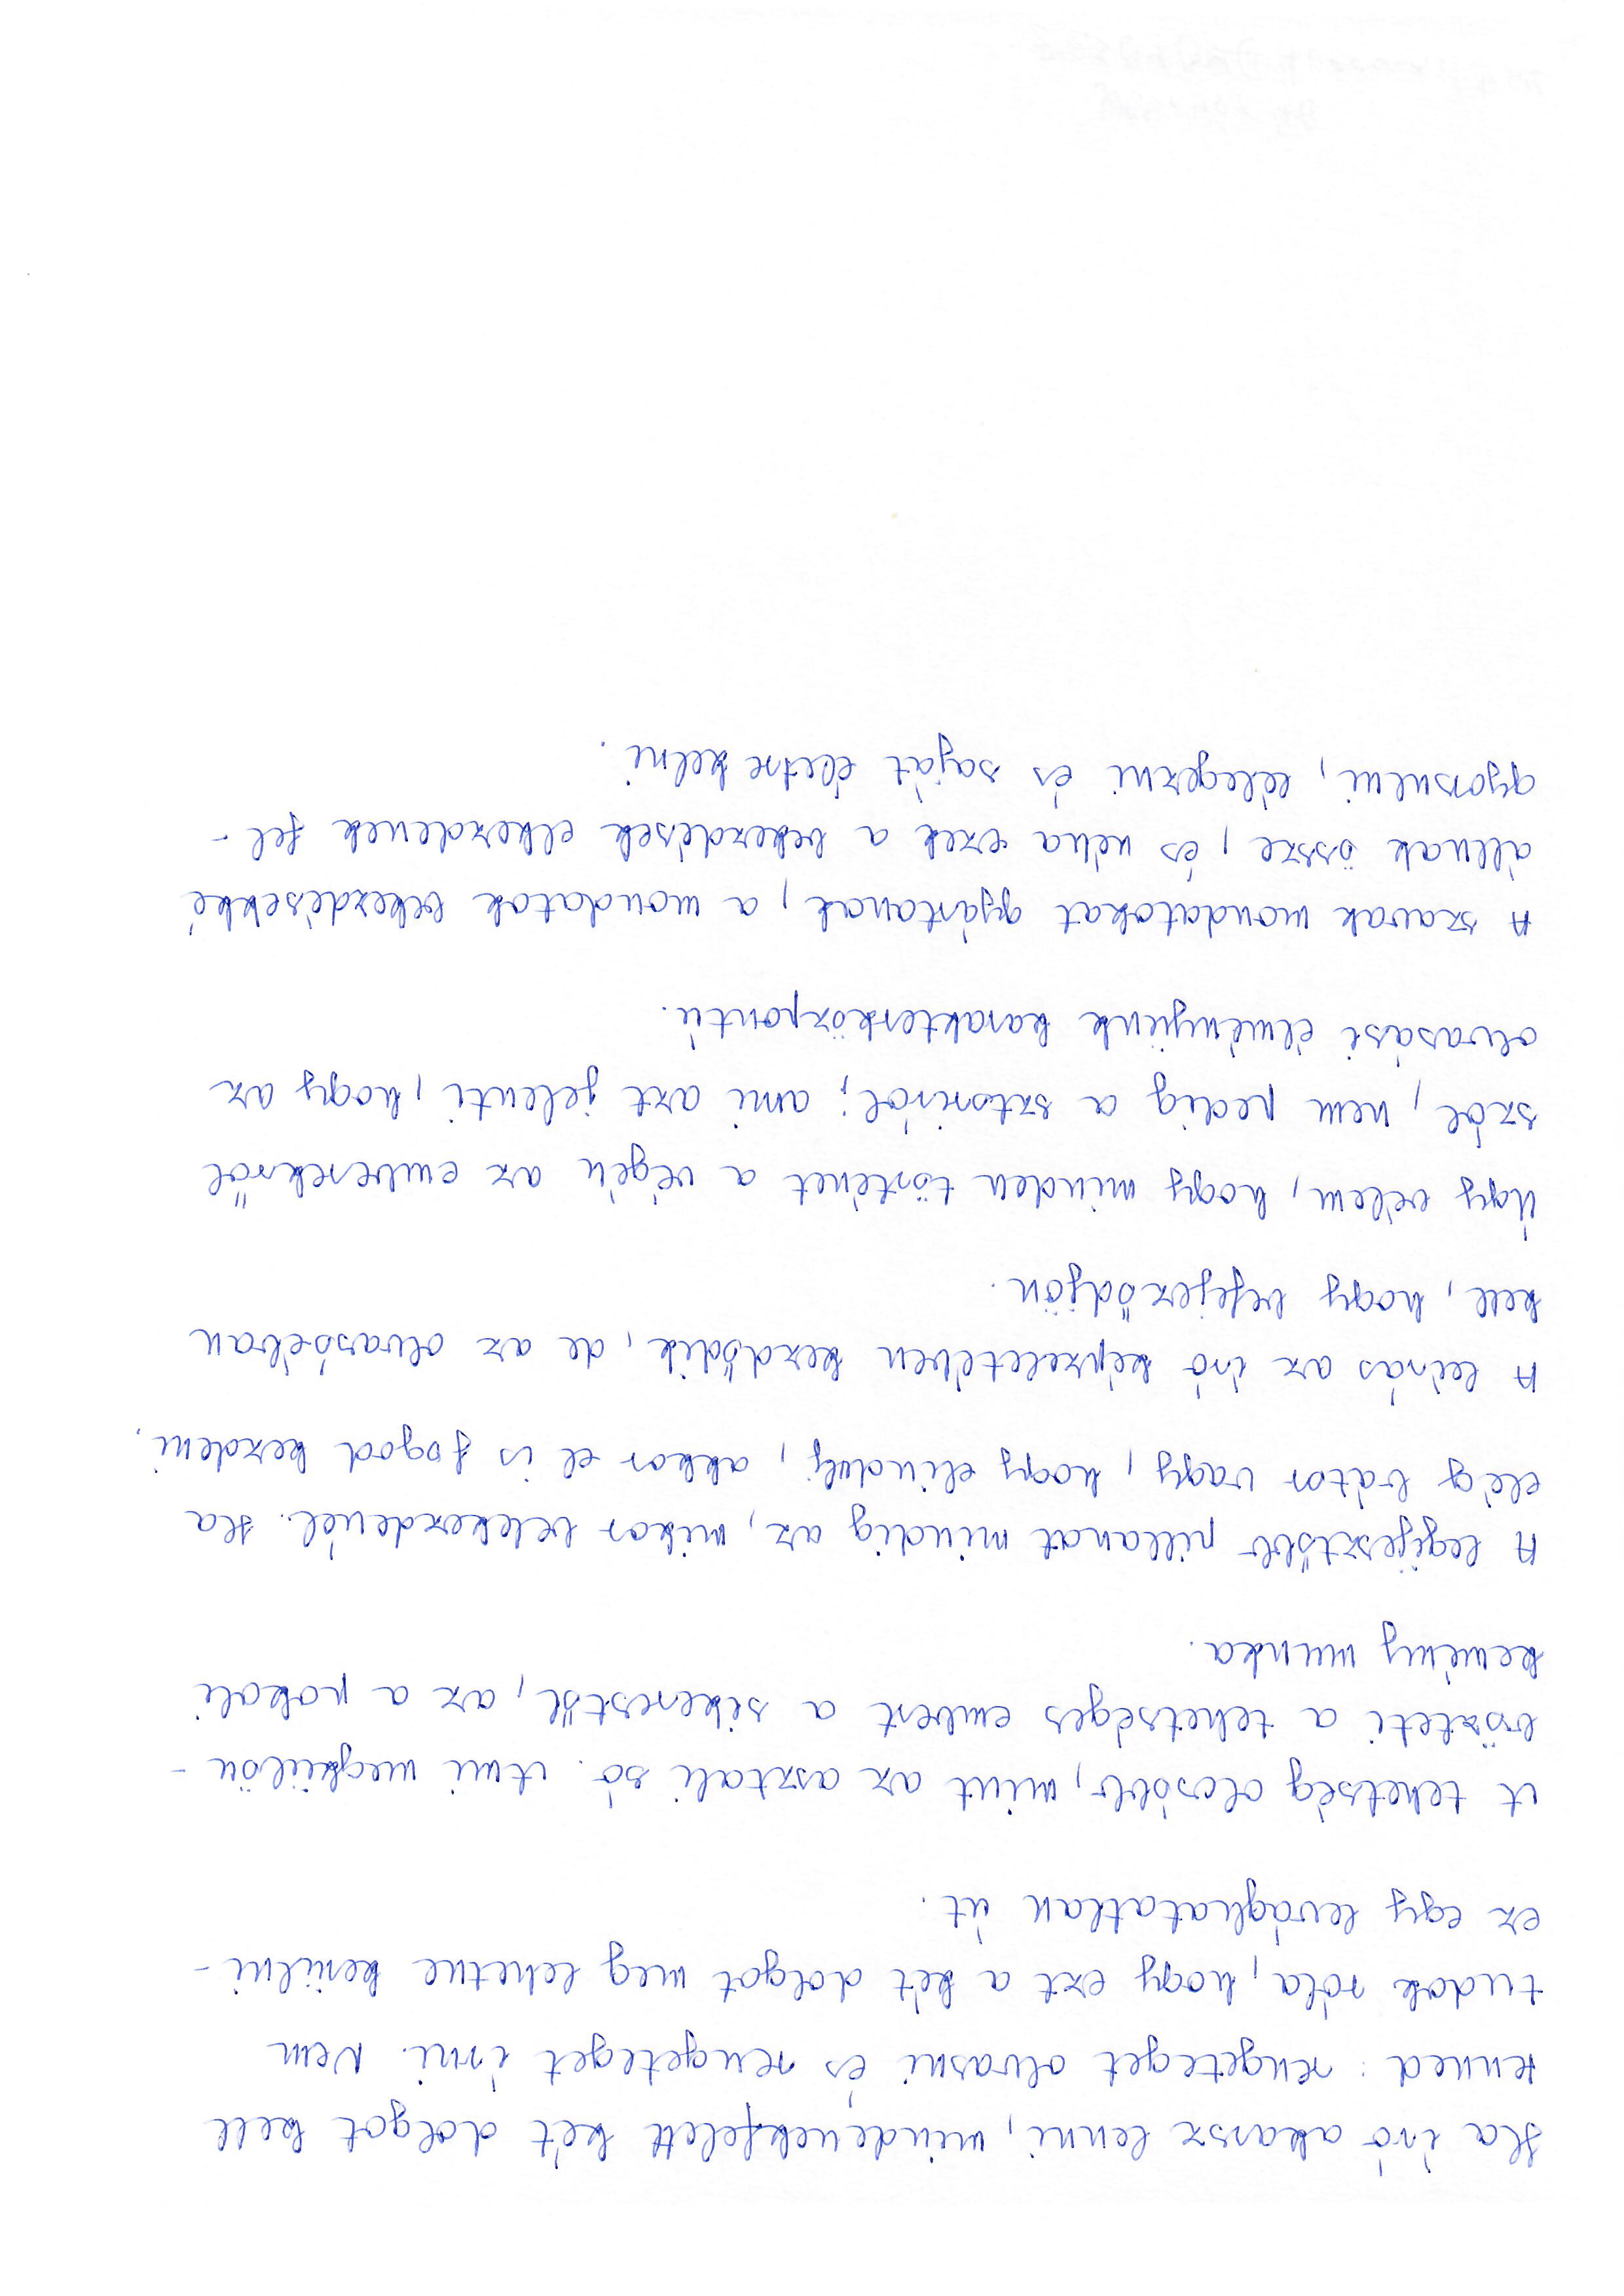 Ha író akarsz lenni, mindenekfelett két dolgot kell
tenned: rengeteget olvasni és rengeteget írni. Nem
tudok róla, hogy ezt a két dolgot meg lehetne kerülni -
ez egy levághatatlan út.
A tehetség olcsóbb, mint az asztali só. Ami megkülön-
bözteti a tehetséges embert a sikerestől, az a pokoli
kemény munka.
A legijesztőbb pillanat mindig az, mikor belekezdenél. Ha
elég bátor vagy, hogy elindulj, akkor el is fogod kezdeni.
A leírás az író képzeletében kezdődik, de az olvasóéban
kell, hogy befejeződjön.
Úgy vélem, hogy minden történet a végén az emberekről
szól, nem pedig a sztoriról; ami azt jelenti, hogy az
olvasási élményünk karakterközpontú.
A szavak mondatokat gyártanak, a mondatok bekezdésekké
állnak össze, és néha ezek a bekezdések elkezdenek fel-
gyorsulni, lélegezni és saját életre kelni.